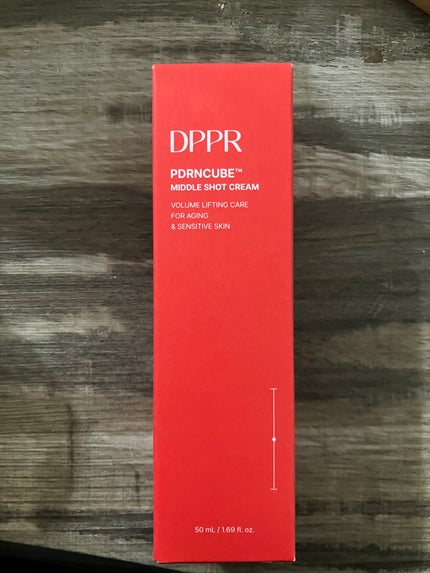 DPPR
PDRNCUBE™
MIDDLE SHOT CREAM
VOLUME LIFTING CARE
FOR AGING
& SENSITIVE SKIN
50 mL / 1.69 fl. oz.